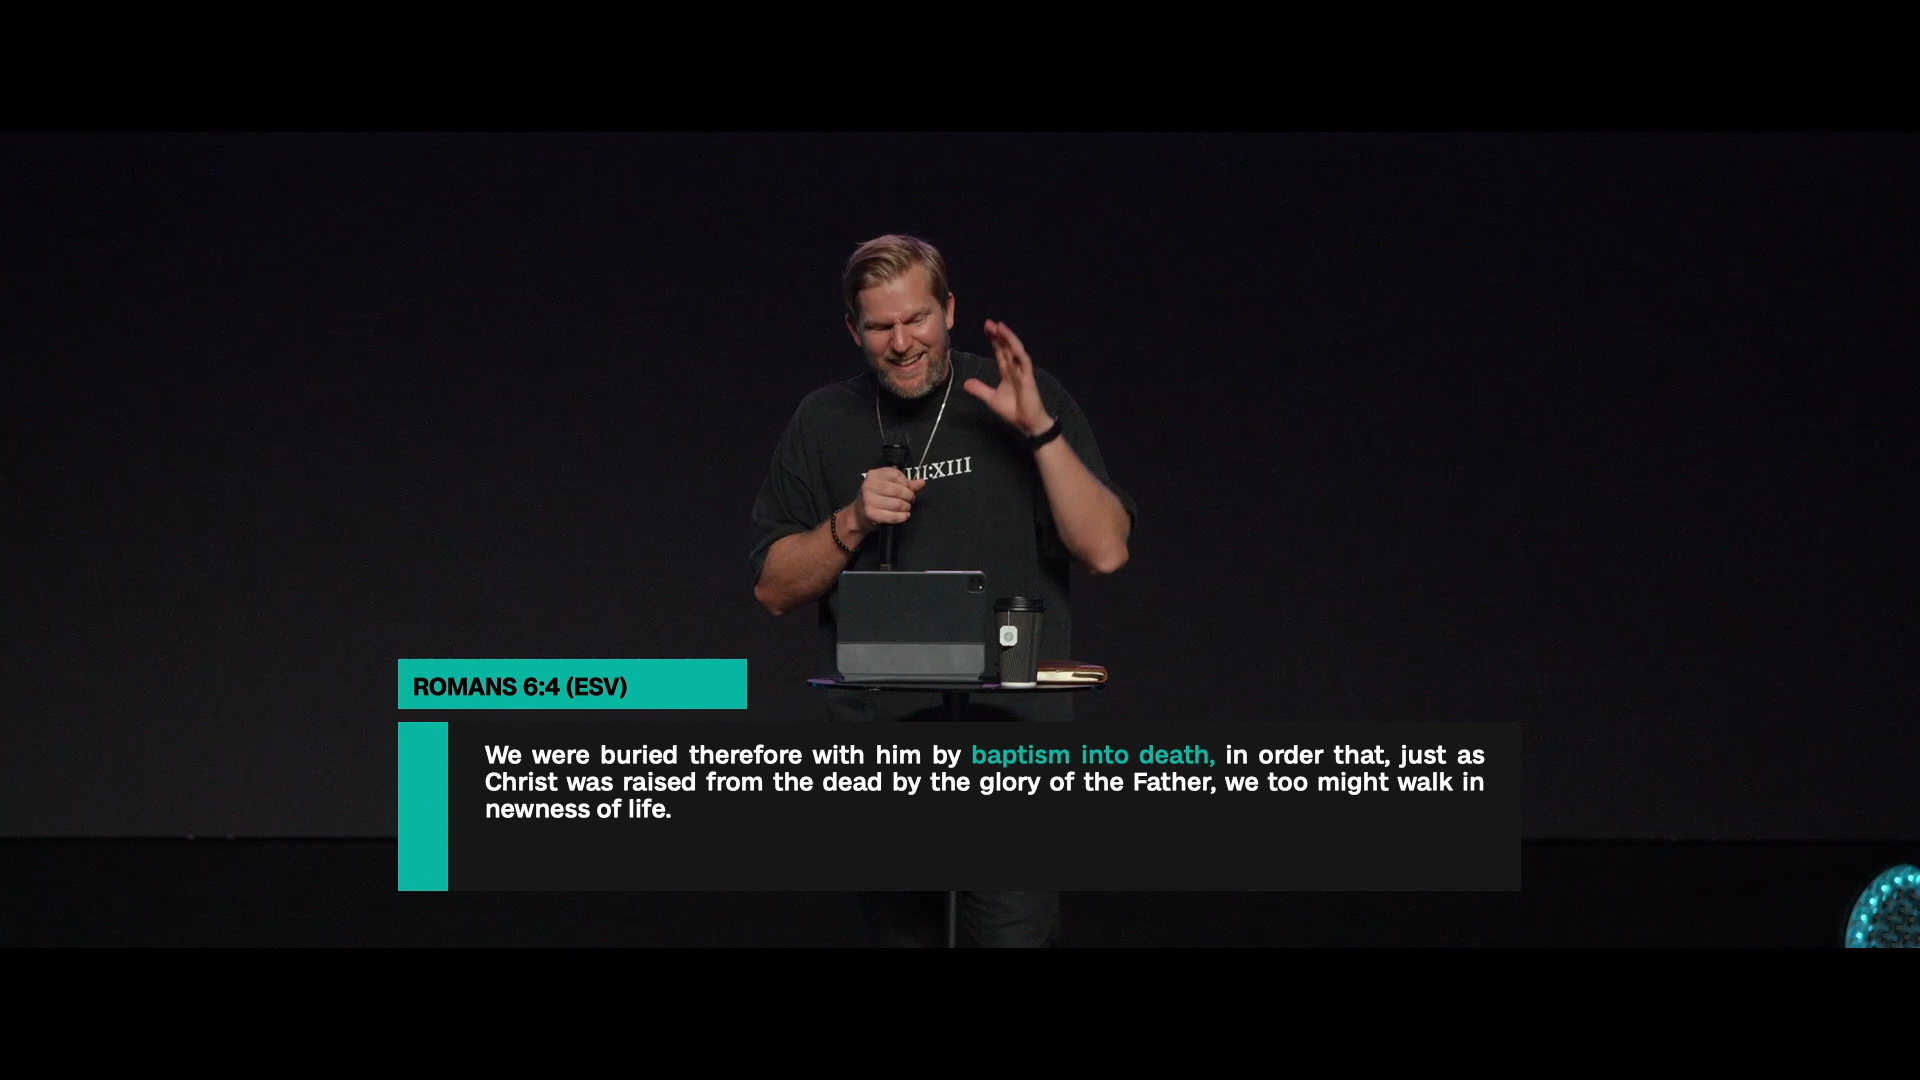 III:XIII
ROMANS 6:4 (ESV)
We were buried therefore with him by baptism into death, in order that, just as
Christ was raised from the dead by the glory of the Father, we too might walk in
newness of life.